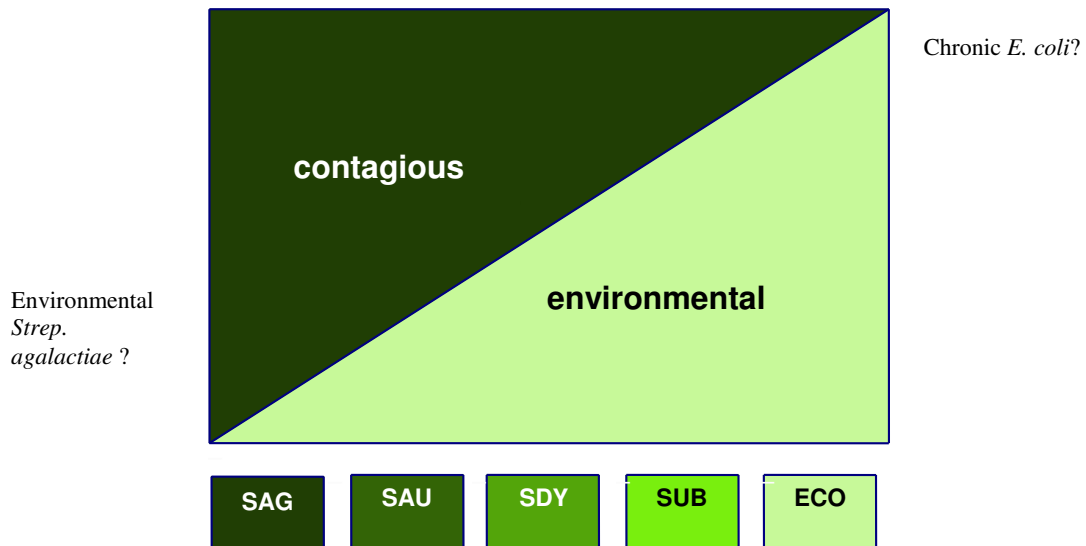 Chronic E. coli?
contagious
environmental
Environmental
Strep.
agalactiae ?
SAG
SAU
SDY
SUB
ECO